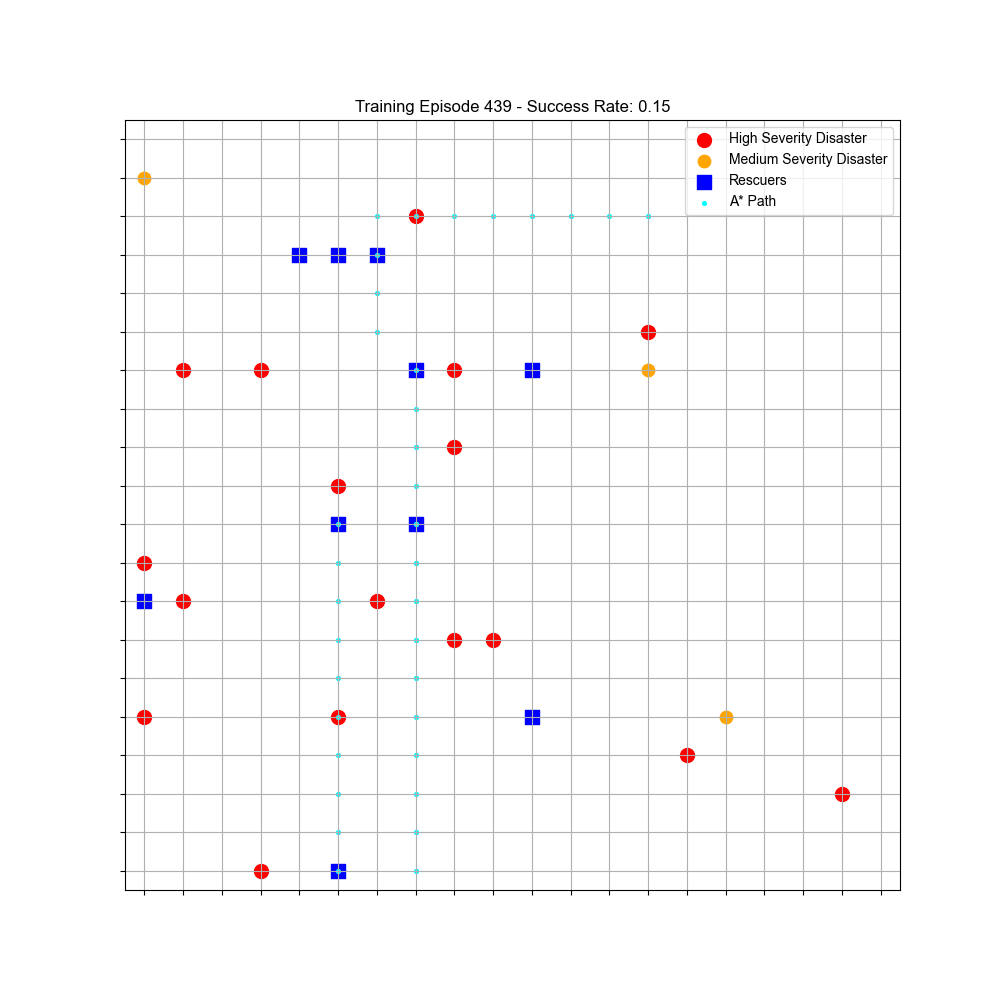 Training Episode 439 - Success Rate: 0.15
High Severity Disaster
Medium Severity Disaster
Rescuers
A* Path